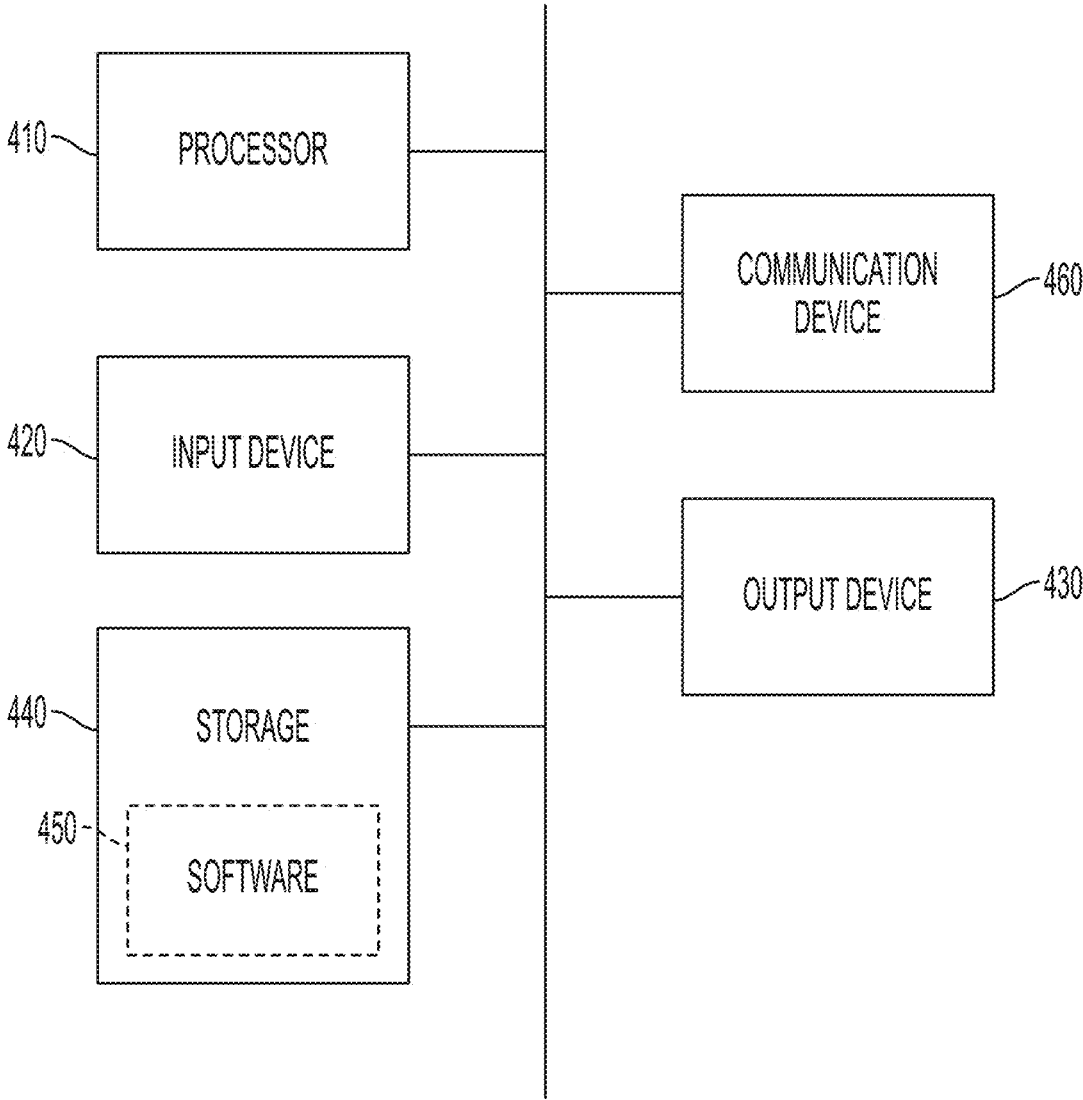 410
PROCESSOR
COMMUNICATION
DEVICE
460
420
INPUT DEVICE
OUTPUT DEVICE
430
440
STORAGE
450
SOFTWARE